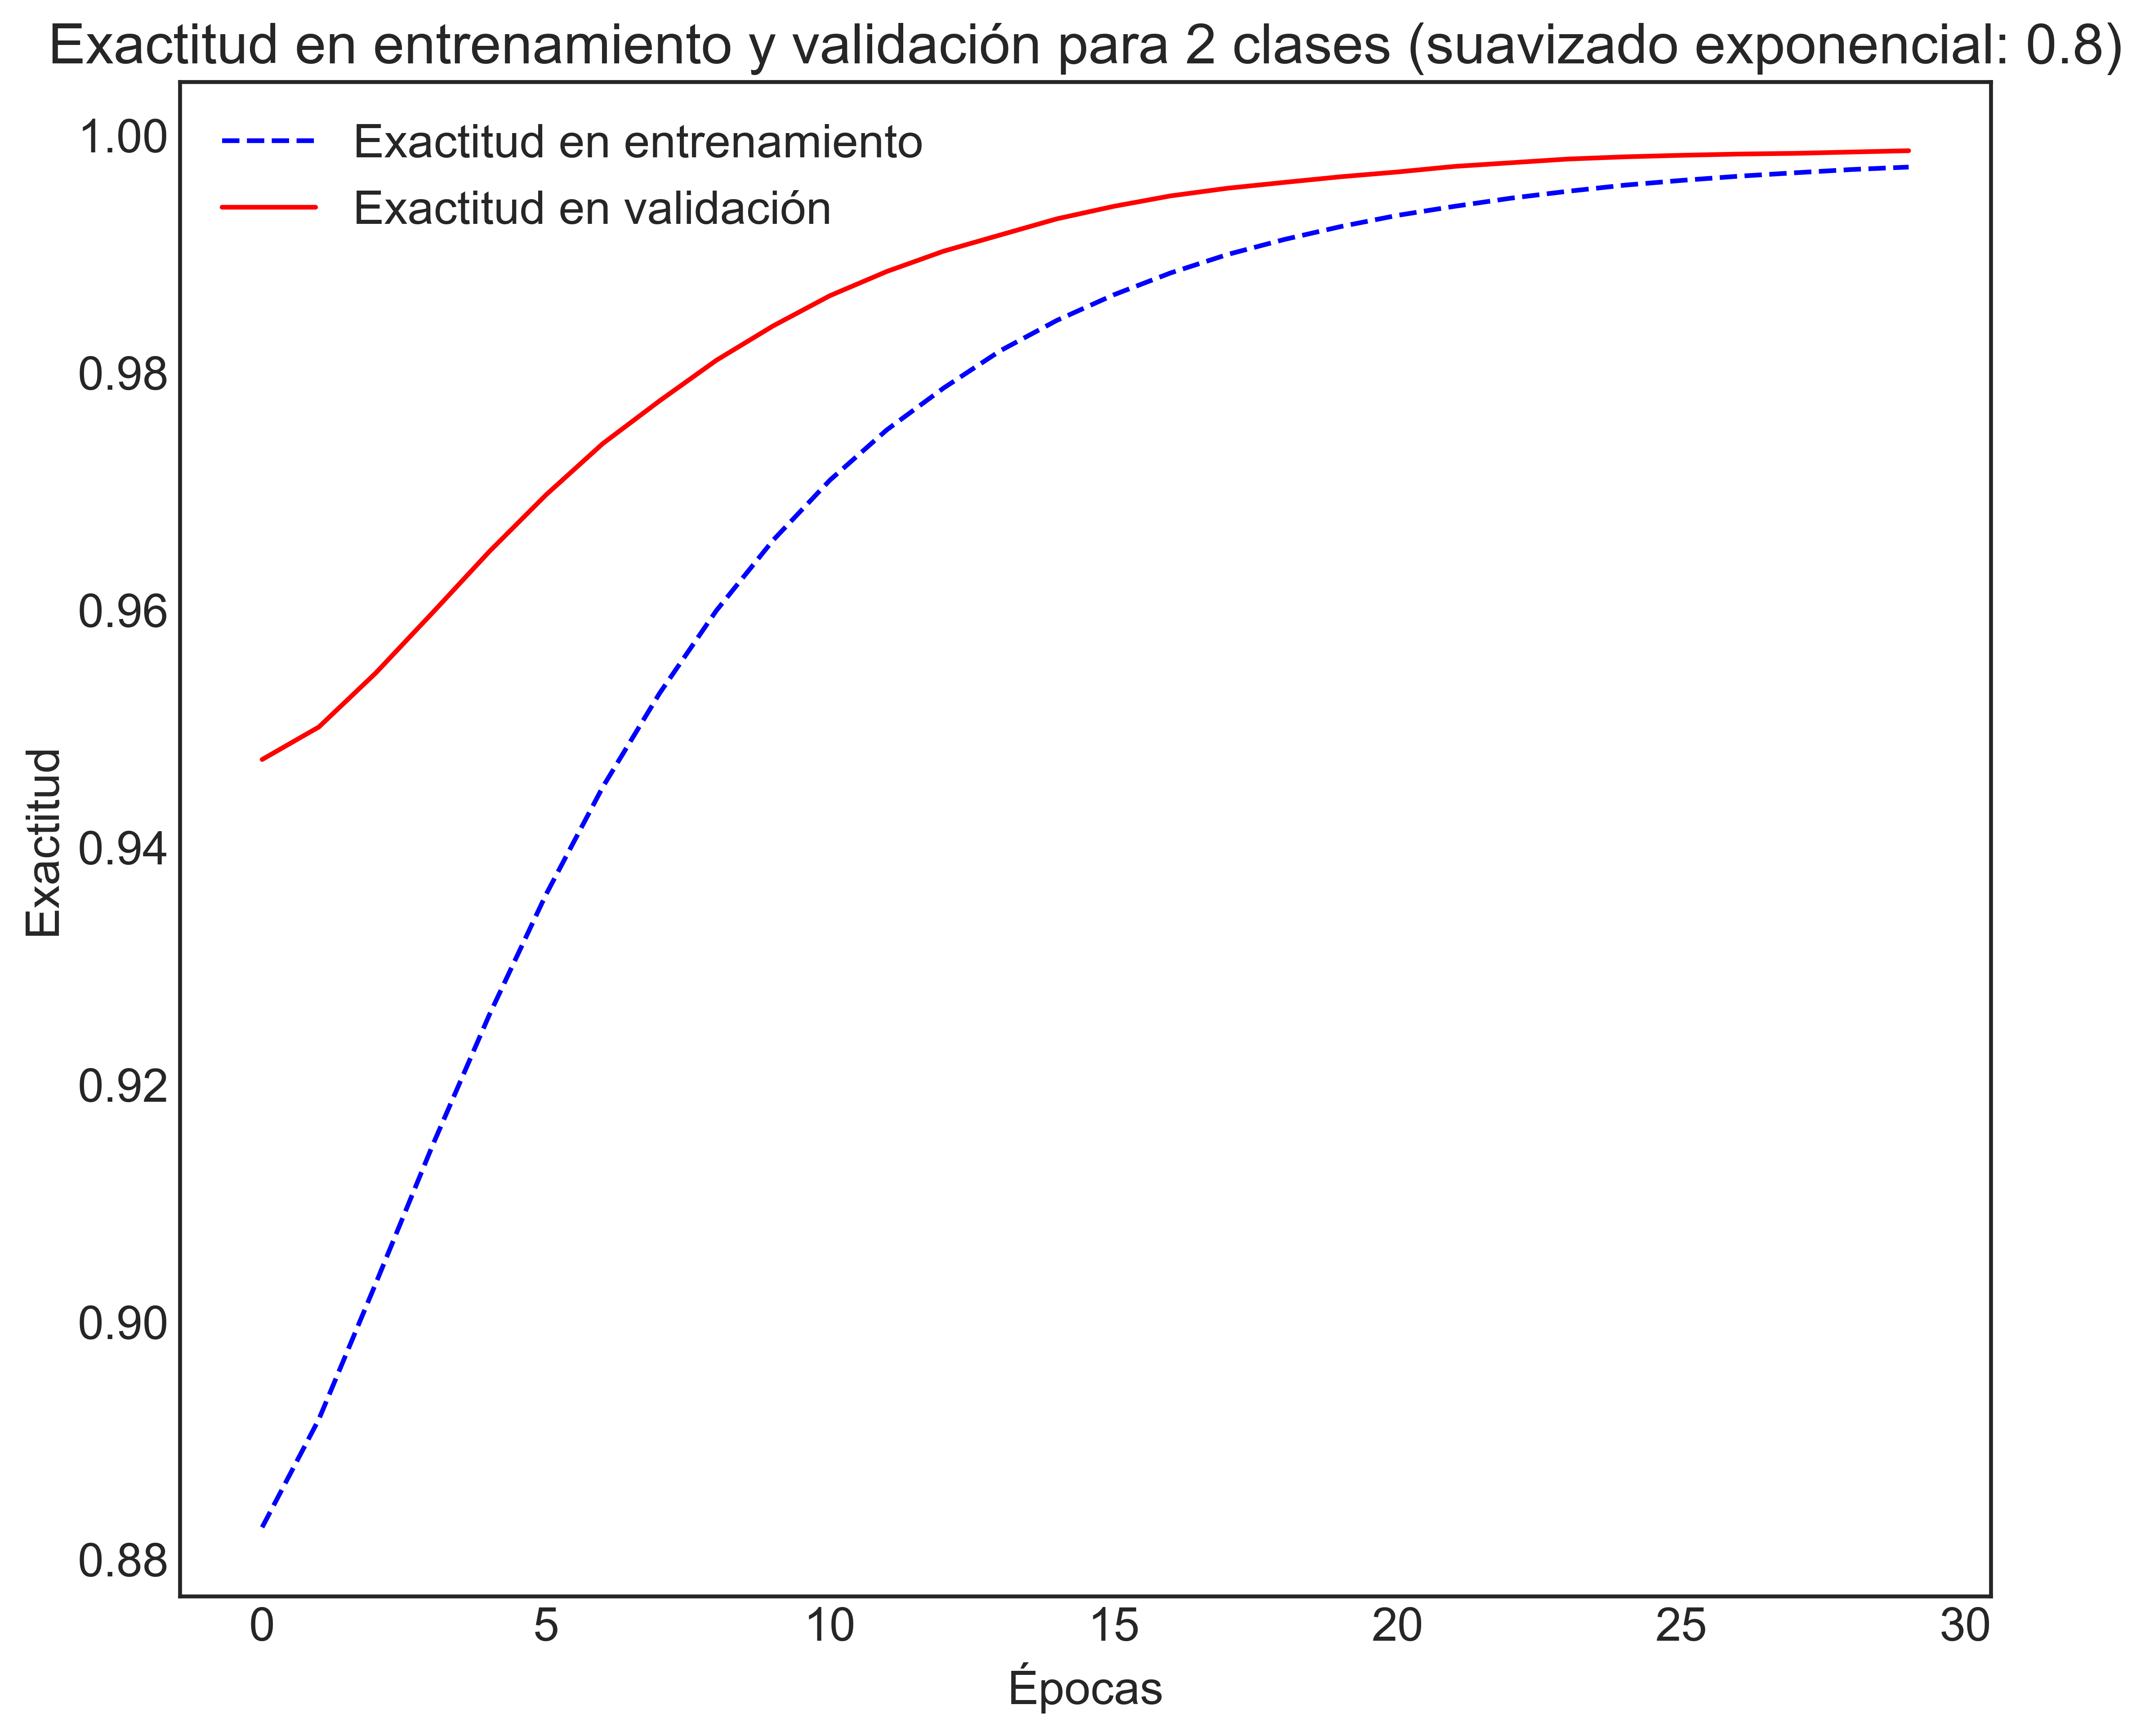 Exactitud en entrenamiento y validación para 2 clases (suavizado exponencial: 0.8)
Exactitud en entrenamiento
Exactitud en validación
1.00
0.98
0.96
0.94
0.92
0.90
0.88
Exactitud
0 5 10 15 20 25 30
Épocas